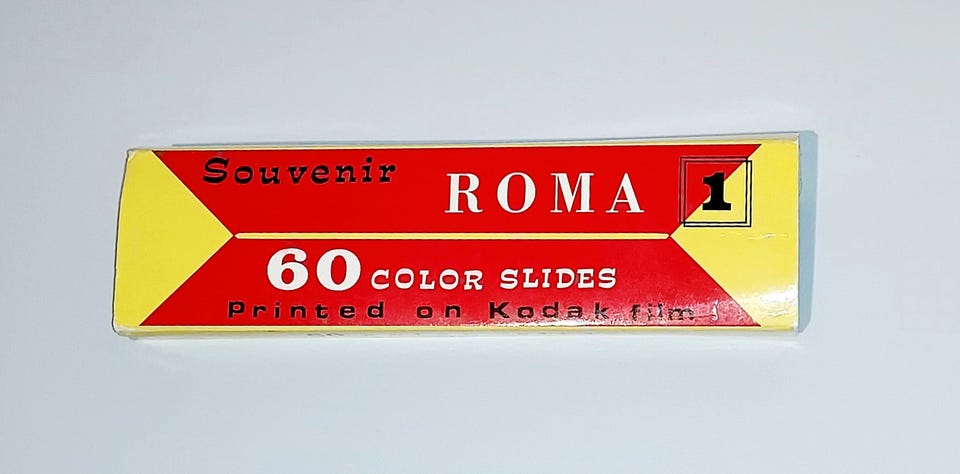 Souvenir
ROMA 1
60 COLOR SLIDES
Printed on Kodak film